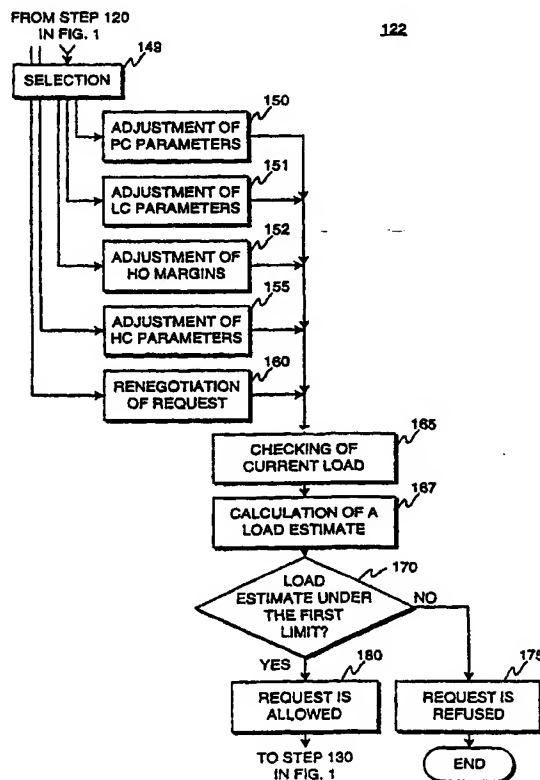 FROM STEP 120
IN FIG. 1
122
149
SELECTION
150
ADJUSTMENT OF
PC PARAMETERS
151
ADJUSTMENT OF
LC PARAMETERS
152
ADJUSTMENT OF
HO MARGINS
155
ADJUSTMENT OF
HC PARAMETERS
160
RENEGOTIATION
OF REQUEST
165
CHECKING OF
CURRENT LOAD
167
CALCULATION OF A
LOAD ESTIMATE
170
LOAD
ESTIMATE UNDER
THE FIRST
LIMIT?
NO
YES
180
REQUEST IS
ALLOWED
175
REQUEST IS
REFUSED
TO STEP 130
IN FIG. 1
END